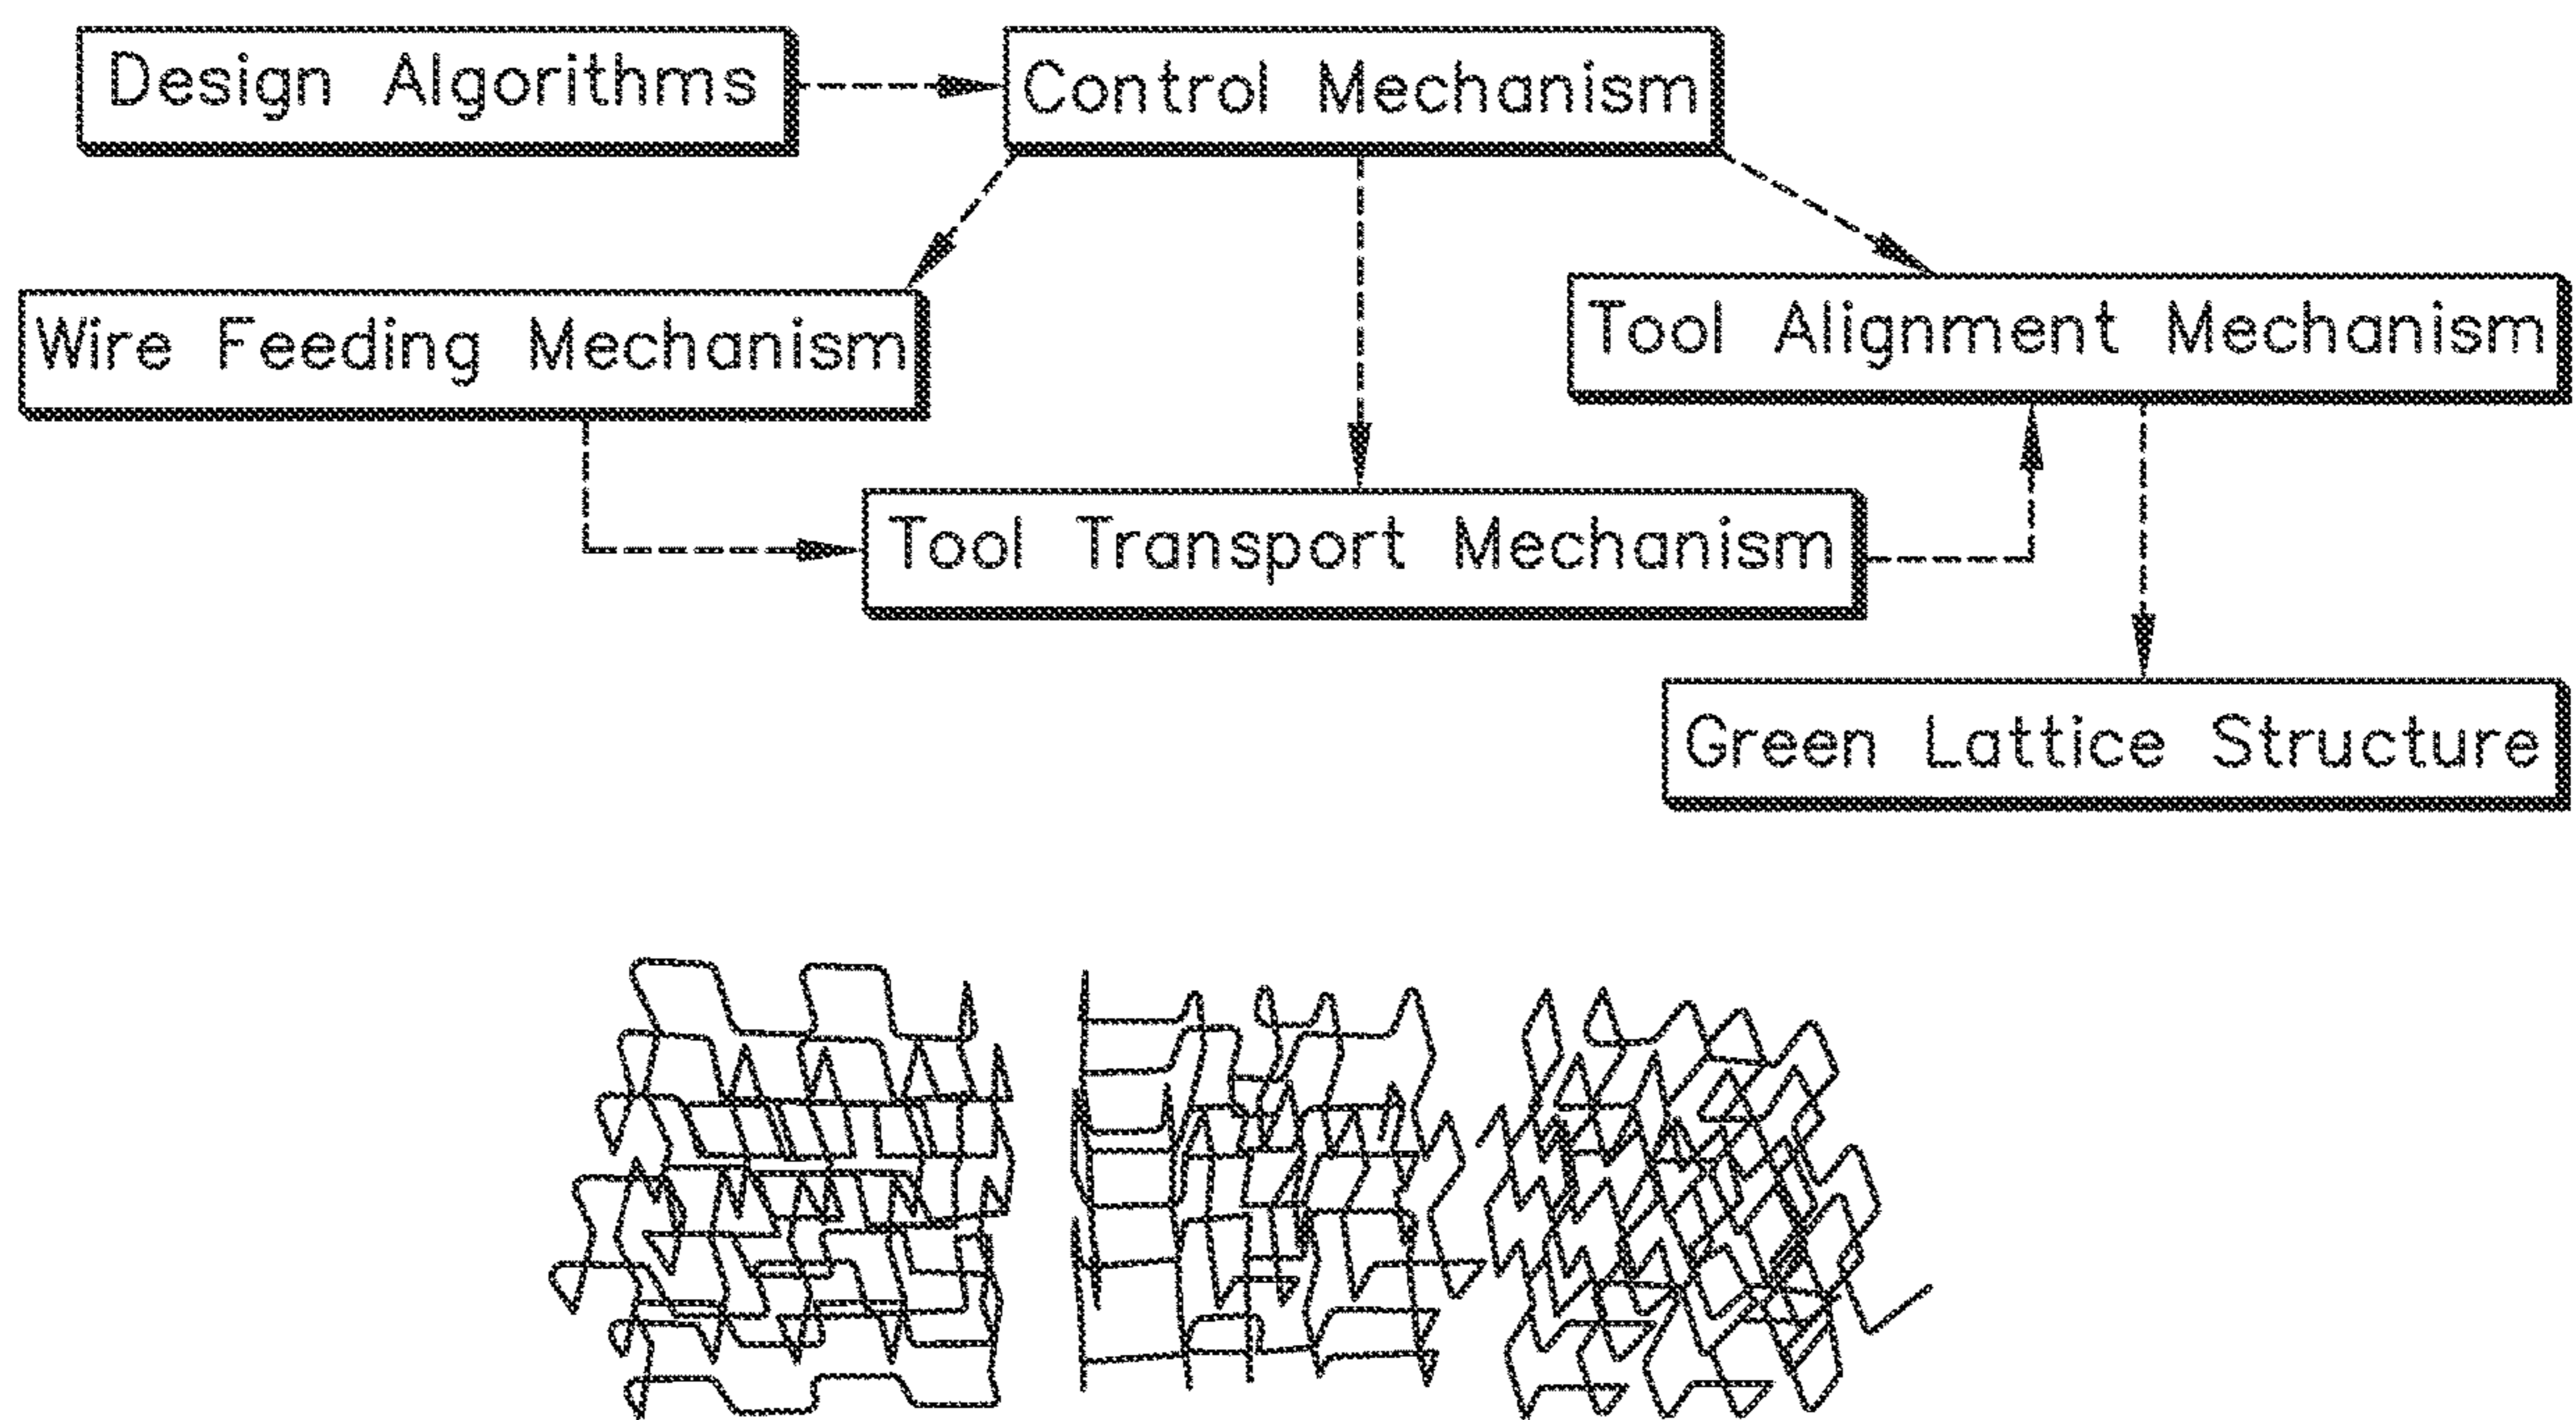 Design Algorithms
Control Mechanism
Wire Feeding Mechanism
Tool Alignment Mechanism
Tool Transport Mechanism
Green Lattice Structure